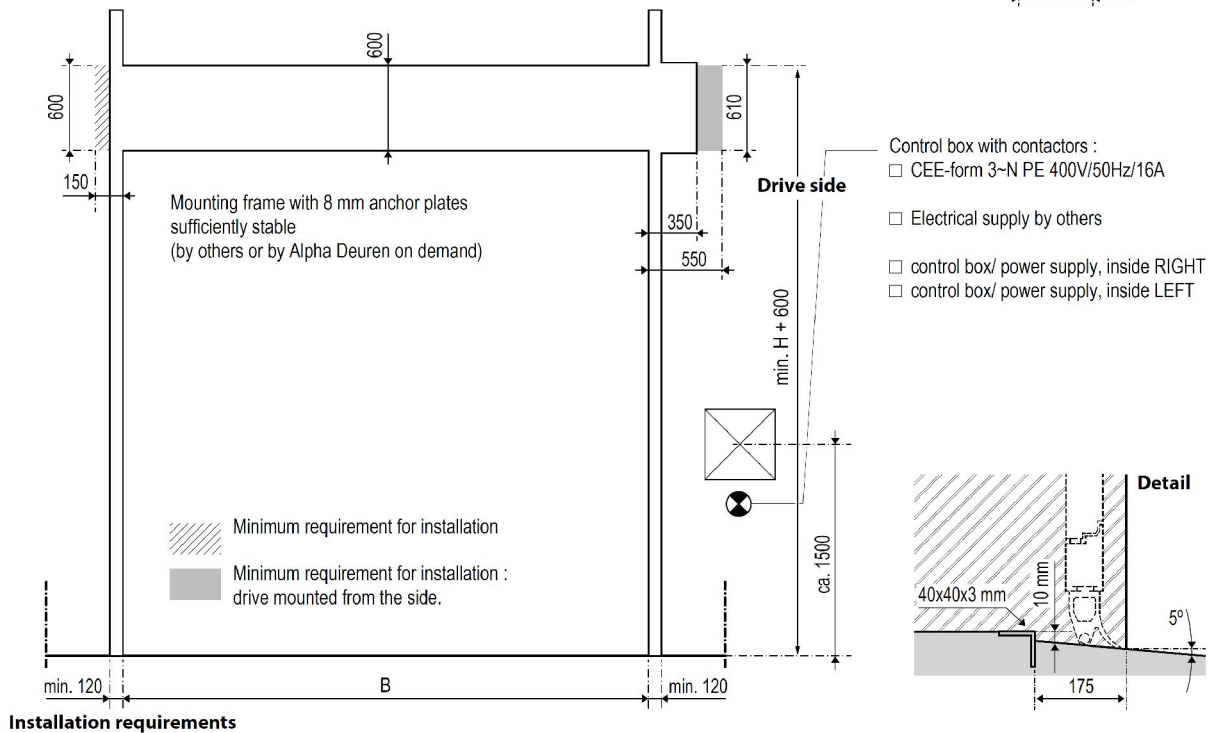 600
600
610
150
Mounting frame with 8 mm anchor plates
sufficiently stable
(by others or by Alpha Deuren on demand)
Drive side
350
550
min. H + 600
Control box with contactors :
CEE-form 3~N PE 400V/50Hz/16A
Electrical supply by others
control box/ power supply, inside RIGHT
control box/ power supply, inside LEFT
Minimum requirement for installation
Minimum requirement for installation :
drive mounted from the side.
ca. 1500
Detail
40x40x3 mm
10 mm
5º
175
min. 120
B
min. 120
Installation requirements